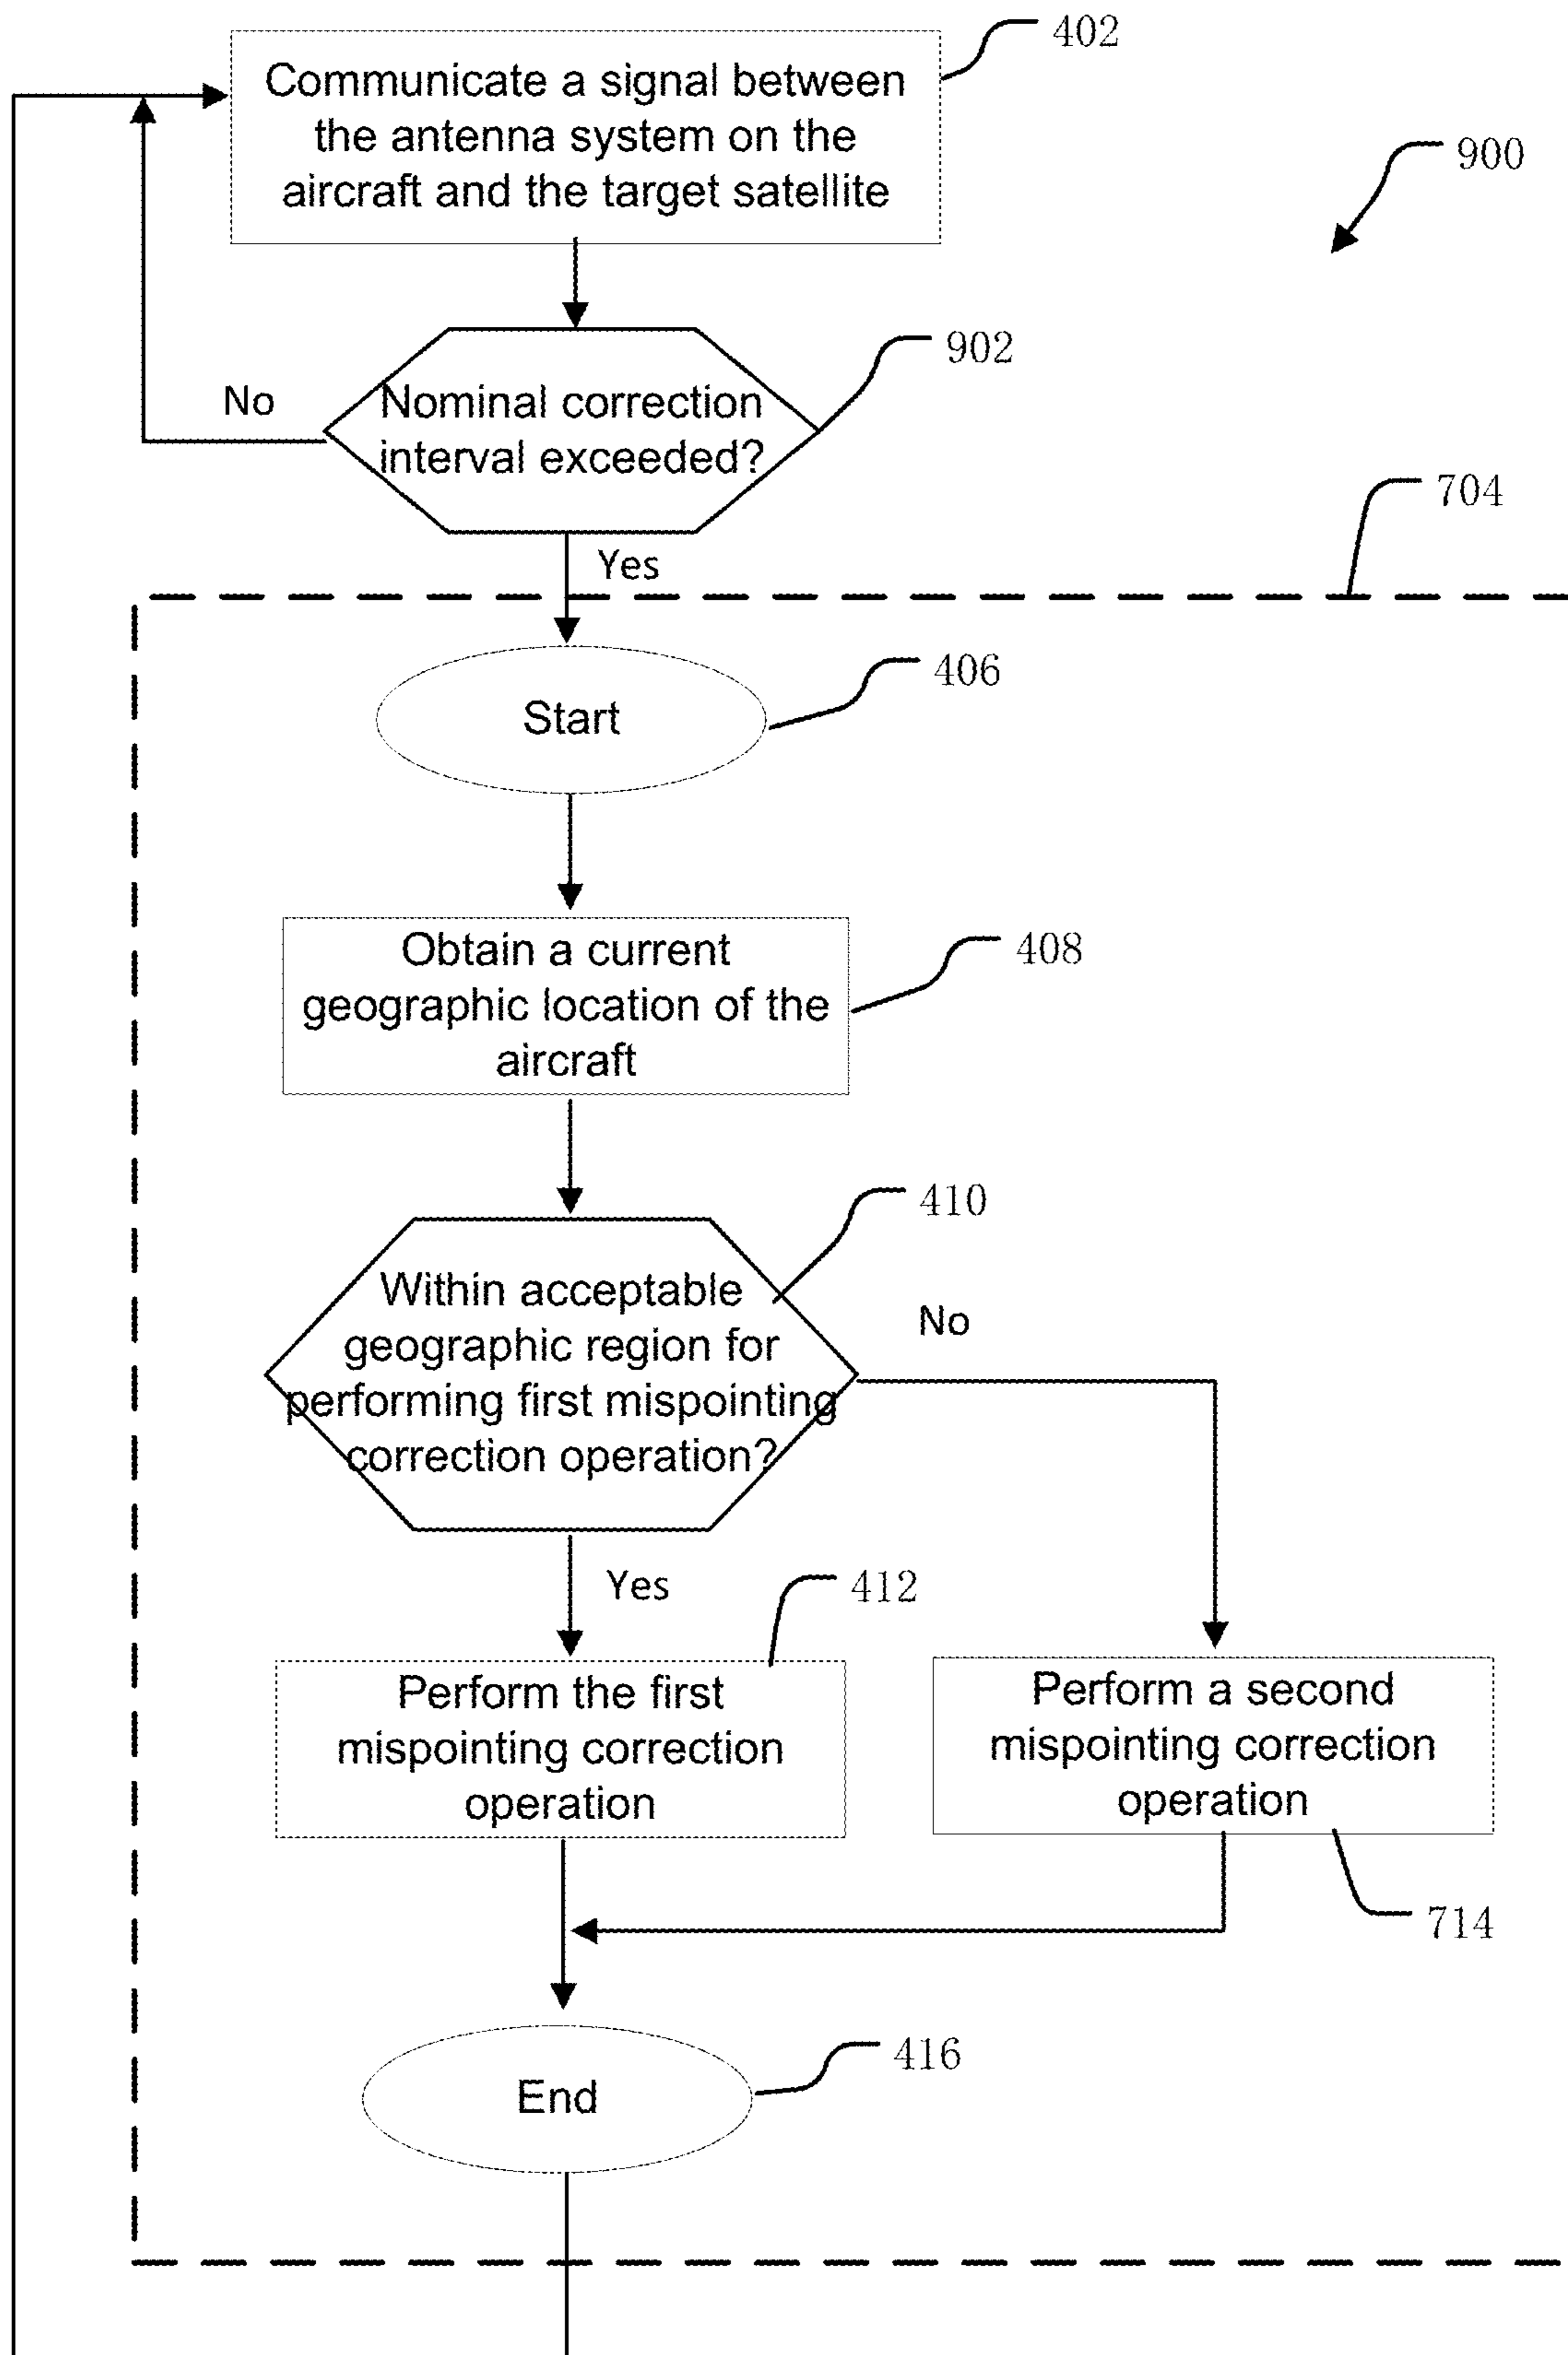 402
Communicate a signal between
the antenna system on the
aircraft and the target satellite
900
902
Nominal correction
interval exceeded?
No
704
Yes
406
Start
Obtain a current
geographic location of the
aircraft
408
410
Within acceptable
geographic region for
performing first mispointing
correction operation?
No
Yes
412
Perform the first
mispointing correction
operation
Perform a second
mispointing correction
operation
714
416
End